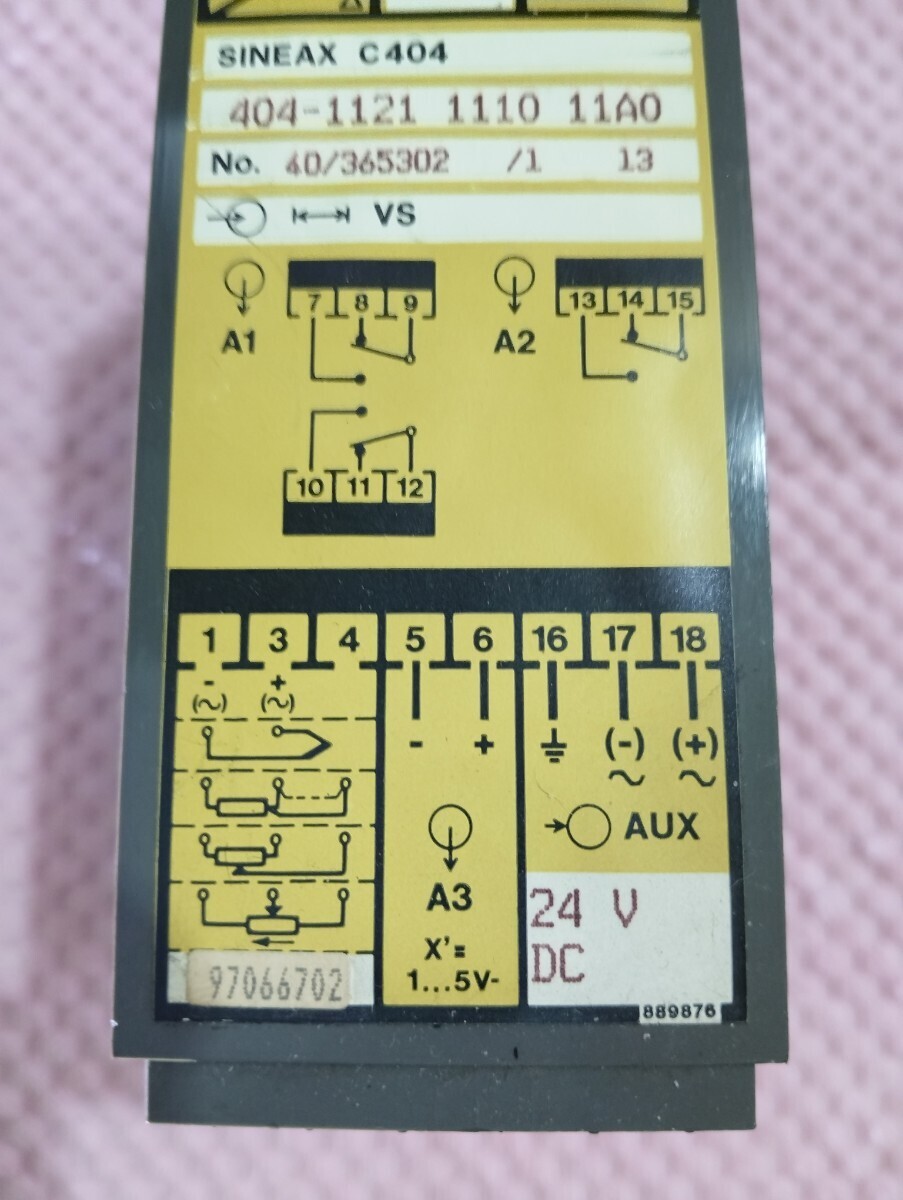 SINEAX C404
404-1121 1110 11A0
No. 40/365302 /1 13
VS
A1 7 8 9 A2 13 14 15
10 11 12
1 3 4 5 6 16 17 18
- + - + (-) (+)
(~) (~) ~ ~
AUX
A3
24 V
DC
X'=
1...5V-
97066702
889876